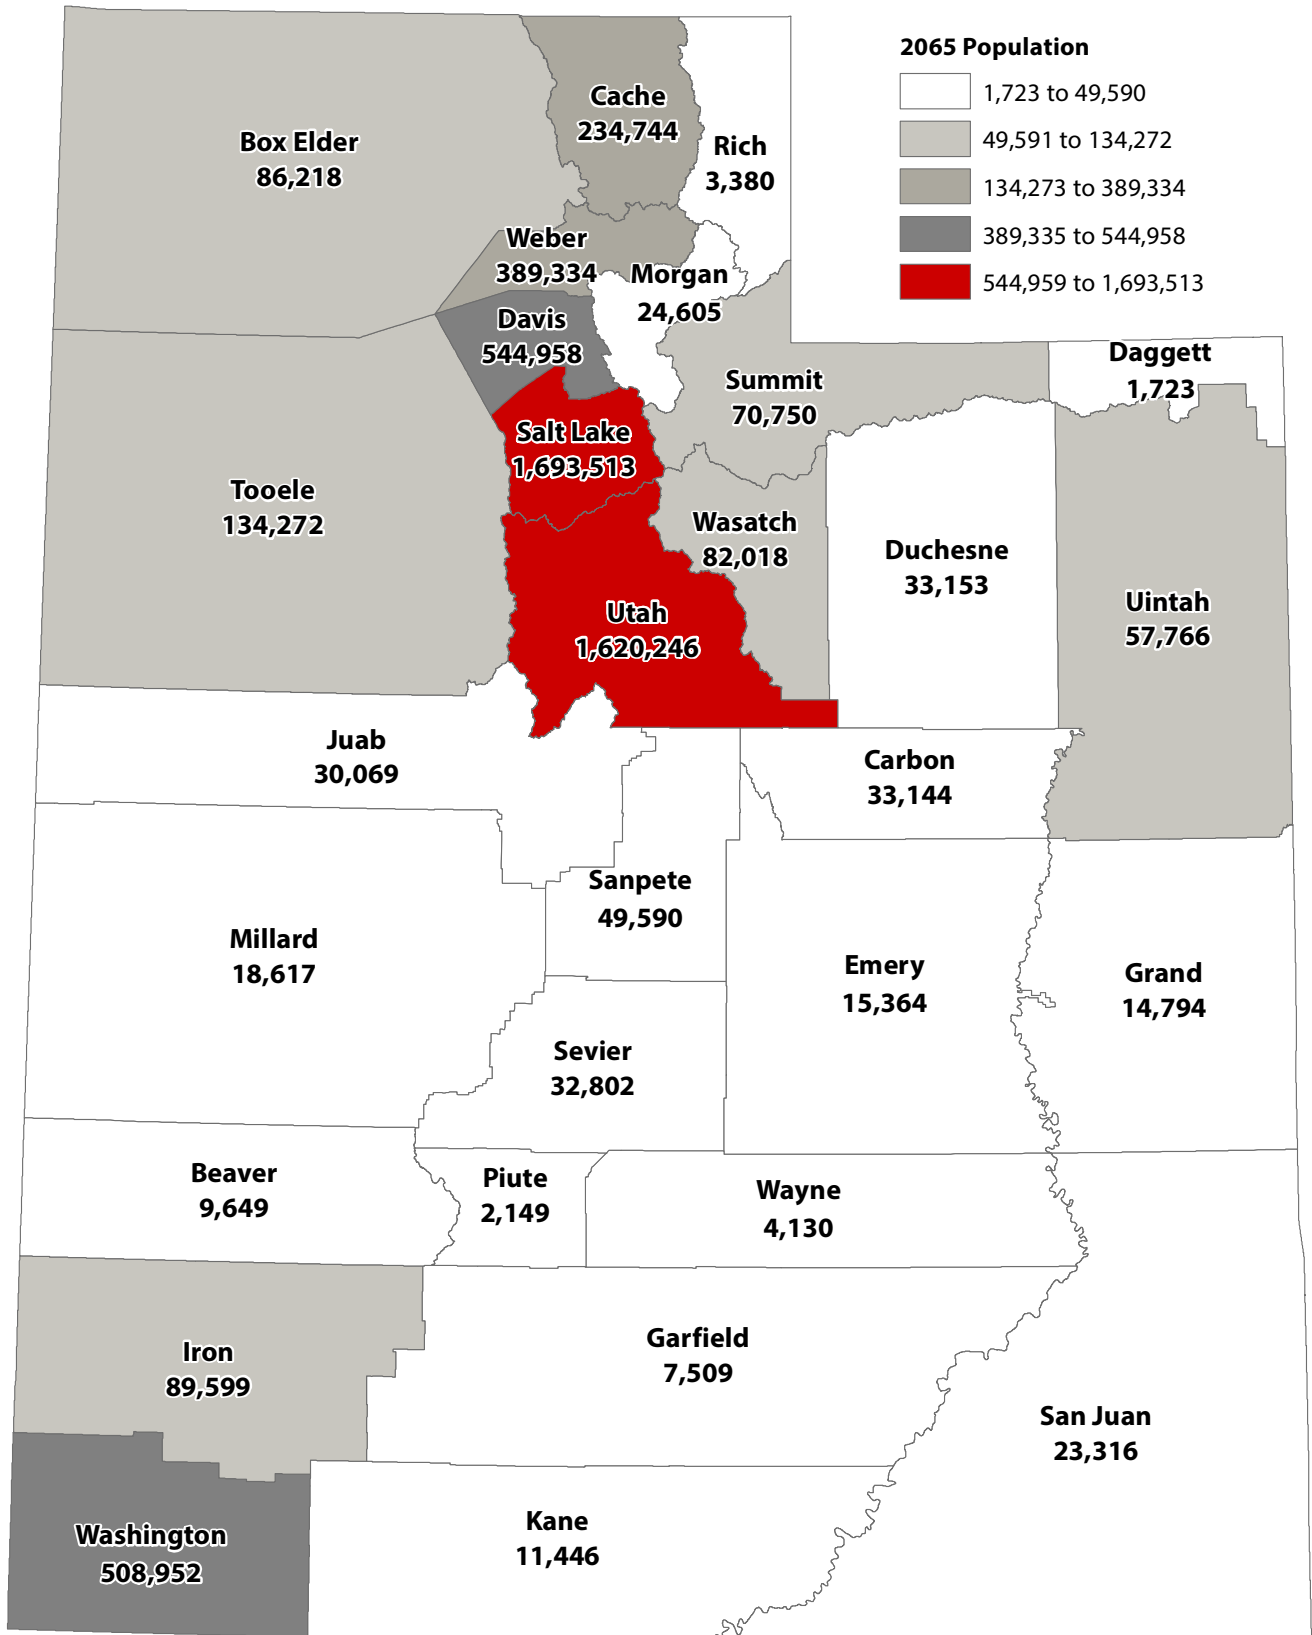 2065 Population
1,723 to 49,590
49,591 to 134,272
134,273 to 389,334
389,335 to 544,958
544,959 to 1,693,513
Cache
234,744
Box Elder
86,218
Rich
3,380
Weber
389,334
Morgan
24,605
Davis
544,958
Daggett
1,723
Summit
70,750
Salt Lake
1,693,513
Tooele
134,272
Wasatch
82,018
Duchesne
33,153
Uintah
57,766
Utah
1,620,246
Juab
30,069
Carbon
33,144
Sanpete
49,590
Millard
18,617
Emery
15,364
Grand
14,794
Sevier
32,802
Beaver
9,649
Piute
2,149
Wayne
4,130
Iron
89,599
Garfield
7,509
San Juan
23,316
Washington
508,952
Kane
11,446